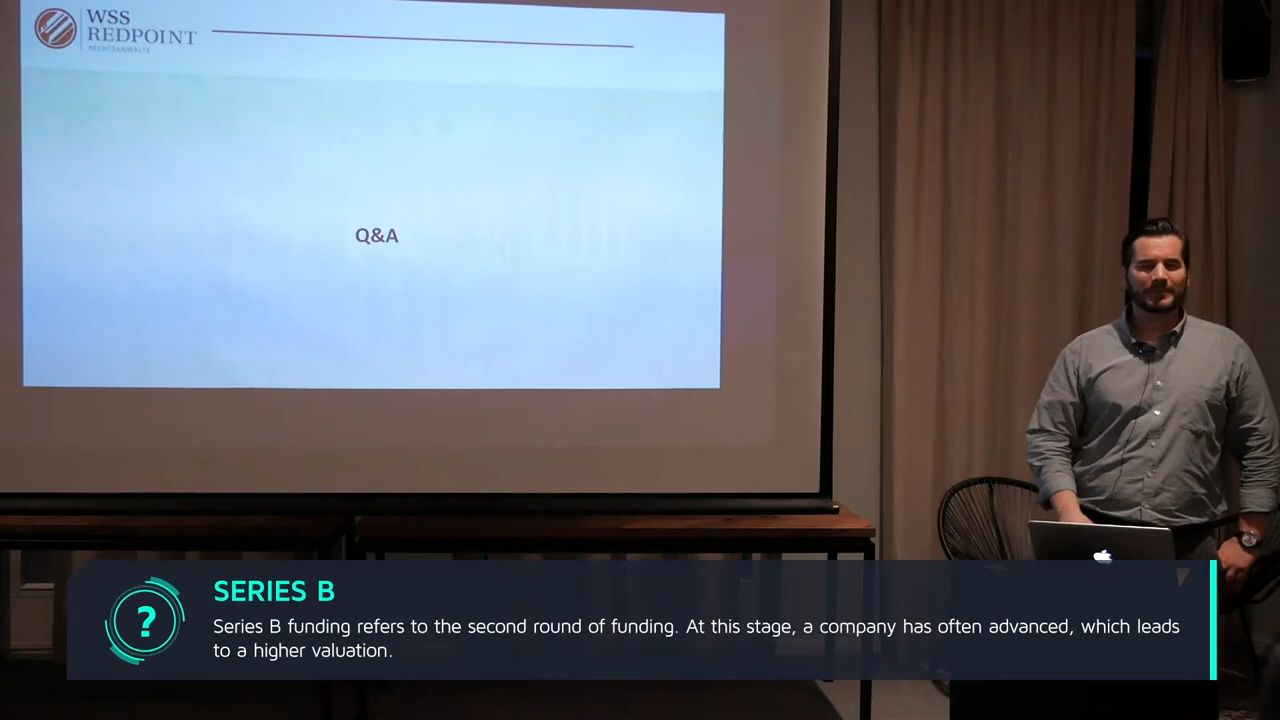 WSS
REDPOINT
RECHTSANWÄLTE
Q&A
?
SERIES B
Series B funding refers to the second round of funding. At this stage, a company has often advanced, which leads
to a higher valuation.